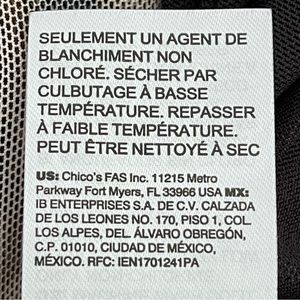 SEULEMENT UN AGENT DE
BLANCHIMENT NON
CHLORÉ. SÉCHER PAR
CULBUTAGE À BASSE
TEMPÉRATURE. REPASSER
À FAIBLE TEMPÉRATURE.
PEUT ÊTRE NETTOYÉ À SEC
US: Chico's FAS Inc. 11215 Metro
Parkway Fort Myers, FL 33966 USA MX:
IB ENTERPRISES S.A. DE C.V. CALZADA
DE LOS LEONES NO. 170, PISO 1, COL.
LOS ALPES, DEL. ÁLVARO OBREGÓN,
C.P. 01010, CIUDAD DE MÉXICO,
MÉXICO. RFC: IEN1701241PA